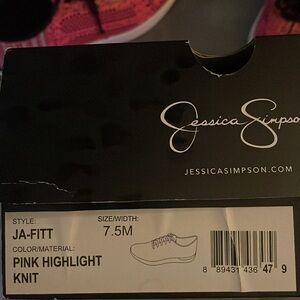 Jessica Simpso
JESSICASIMPSON.COM
STYLE: SIZE/WIDTH:
JA-FITT 7.5M
COLOR/MATERIAL:
PINK HIGHLIGHT
KNIT
8 89431 436 47 9